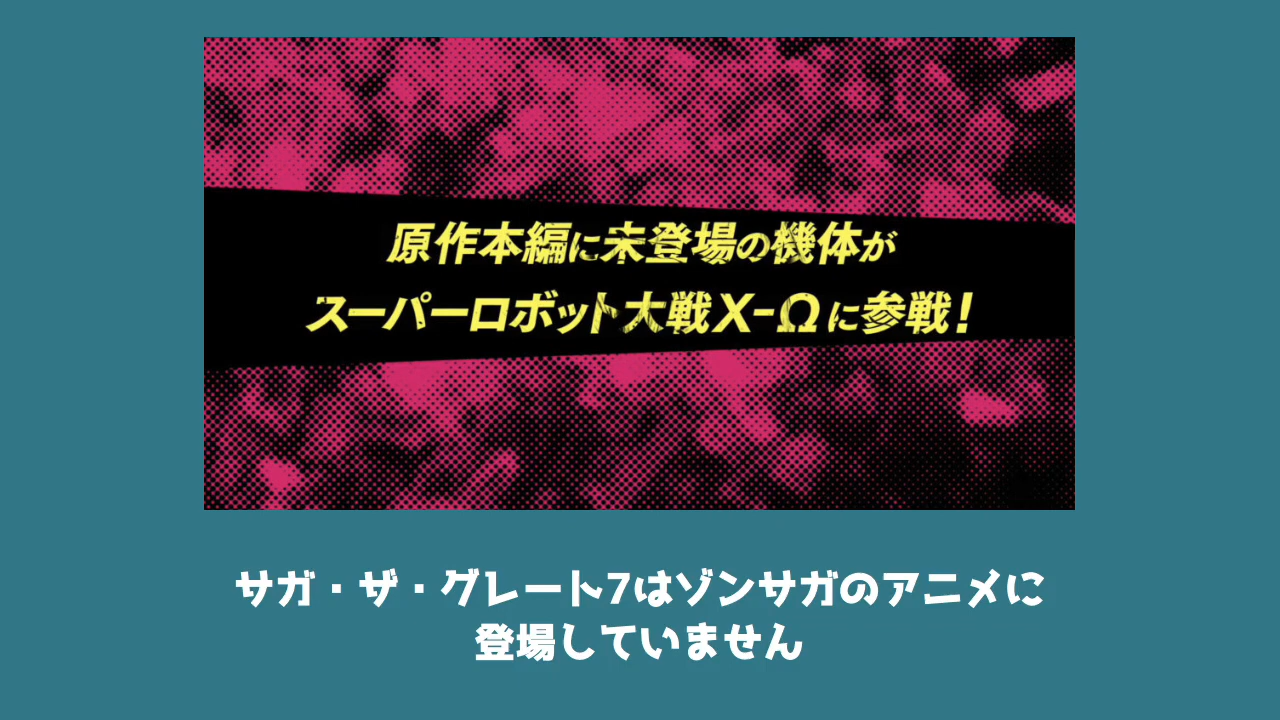 原作本編に未登場の機体が
スーパーロボット大戦X-Ωに参戦!
サガ・ザ・グレート7はゾンサガのアニメに
登場していません